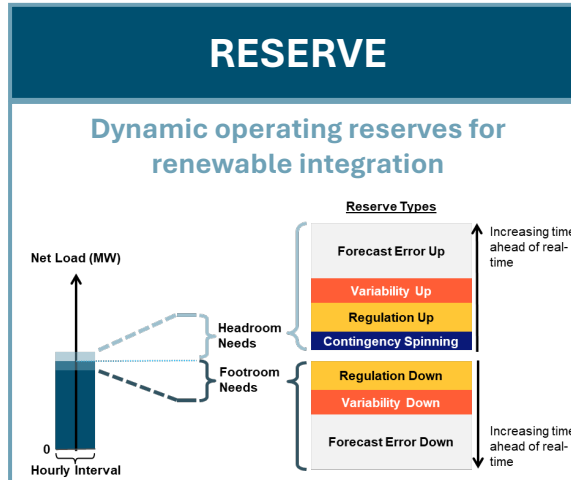 RESERVE
Dynamic operating reserves for
renewable integration
Reserve Types
Net Load (MW)
Forecast Error Up
Increasing time
ahead of real-
time
Variability Up
Headroom
Needs
Regulation Up
Contingency Spinning
Footroom
Needs
Regulation Down
Variability Down
Forecast Error Down
Increasing time
ahead of real-
time
0
Hourly Interval